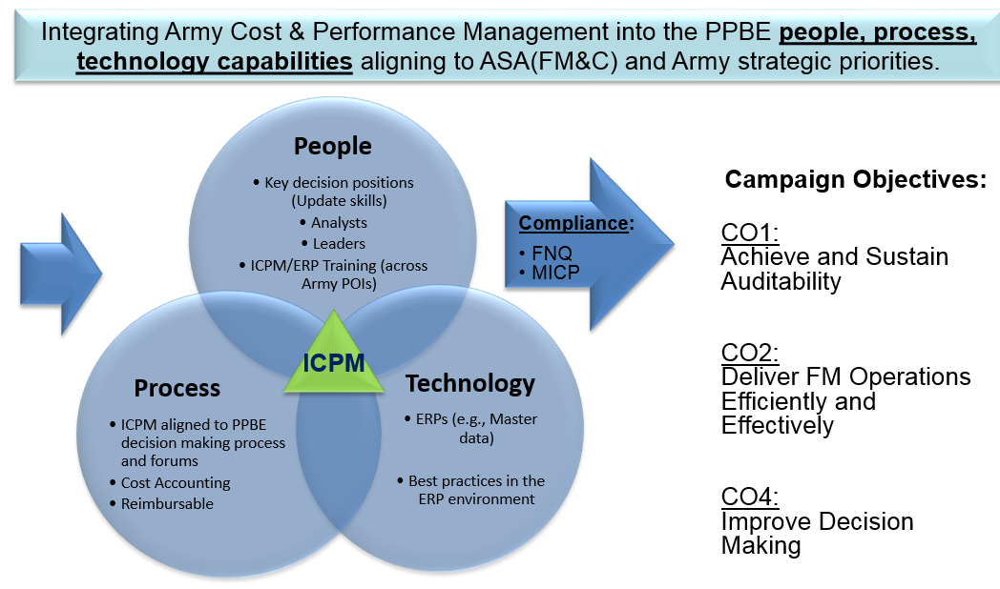 Integrating Army Cost & Performance Management into the PPBE people, process,
technology capabilities aligning to ASA(FM&C) and Army strategic priorities.
People
• Key decision positions
(Update skills)
• Analysts
• Leaders
• ICPM/ERP Training (across
Army POIs)
ICPM
Process
• ICPM aligned to PPBE
decision making process
and forums
• Cost Accounting
• Reimbursable
Technology
• ERPs (e.g., Master
data)
• Best practices in the
ERP environment
Compliance:
• FNQ
• MICP
Campaign Objectives:
CO1:
Achieve and Sustain
Auditability
CO2:
Deliver FM Operations
Efficiently and
Effectively
CO4:
Improve Decision
Making